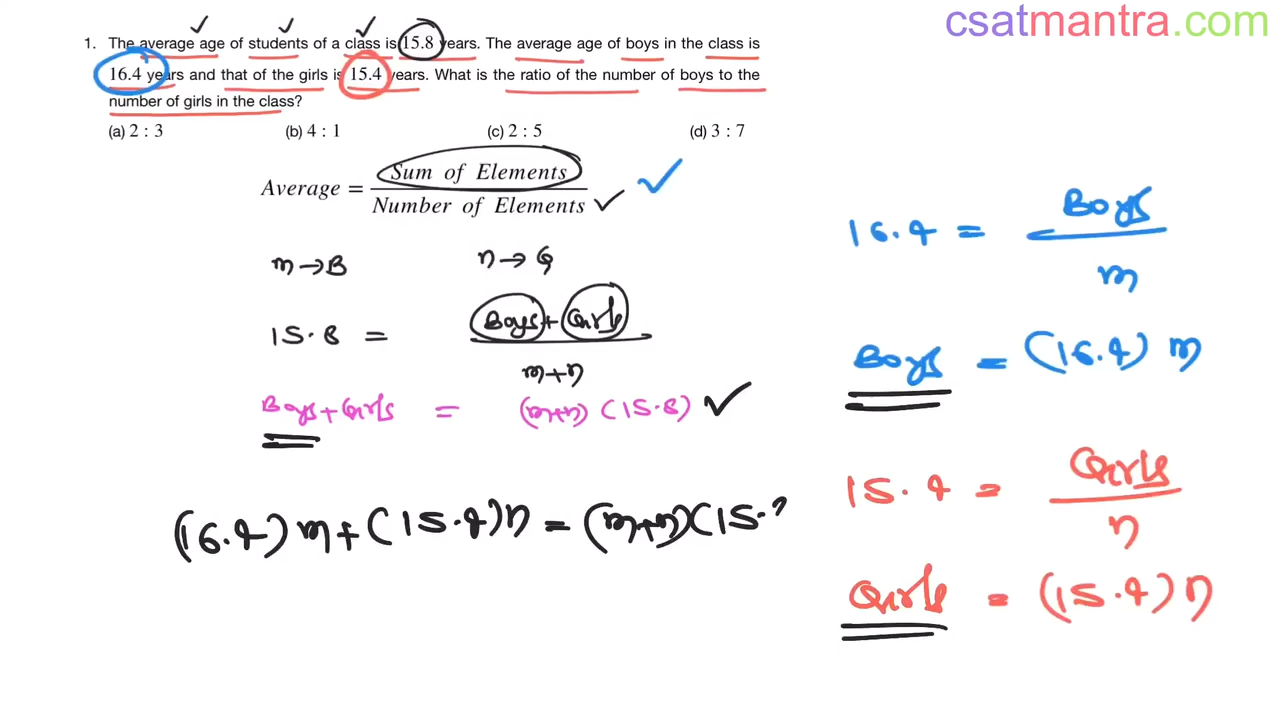 csatmantra.com
1. The average age of students of a class is 15.8 years. The average age of boys in the class is
16.4 years and that of the girls is 15.4 years. What is the ratio of the number of boys to the
number of girls in the class?
(a) 2 : 3 (b) 4 : 1 (c) 2 : 5 (d) 3 : 7
Average = Sum of Elements / Number of Elements
m → B n → G
15.8 = Boys + Girls / m+n
Boys + Girls = (m+n) (15.8)
(16.4) m + (15.4) n = (m+n) (15.
16.4 = Boys / m
Boys = (16.4) m
15.4 = Girls / n
Girls = (15.4) n